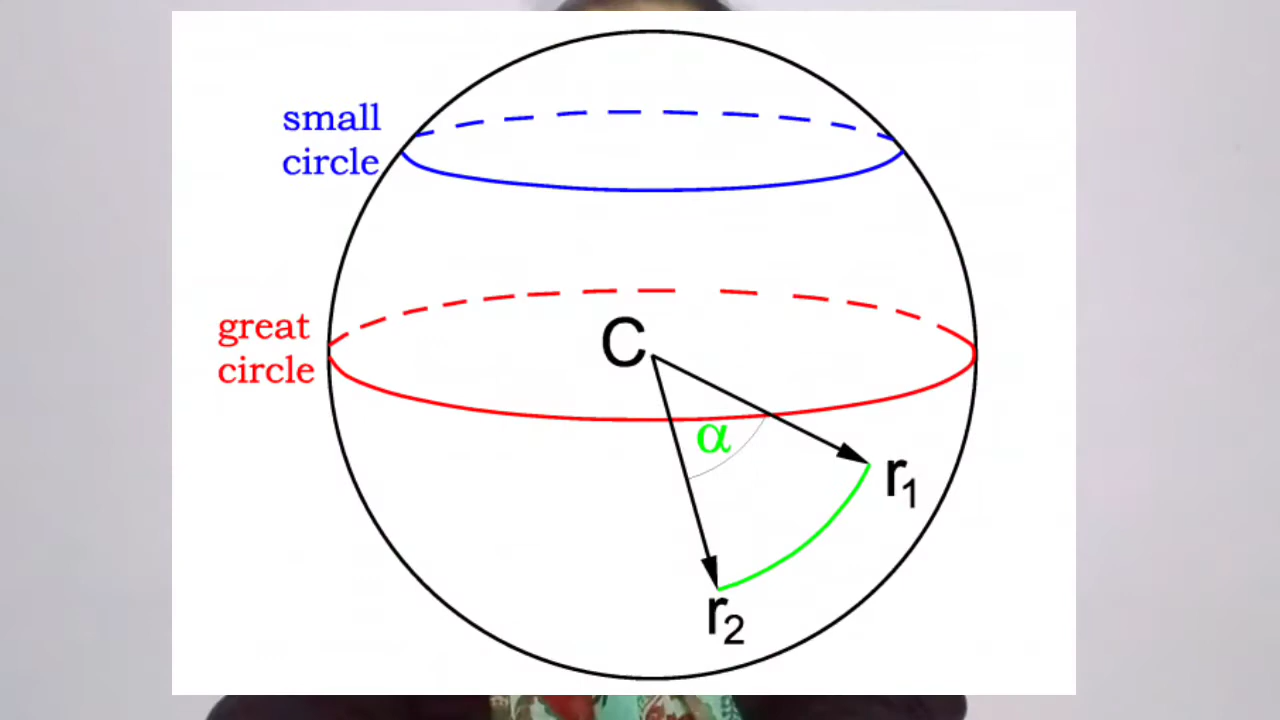 small
circle
great
circle
C
α
r₁
r₂